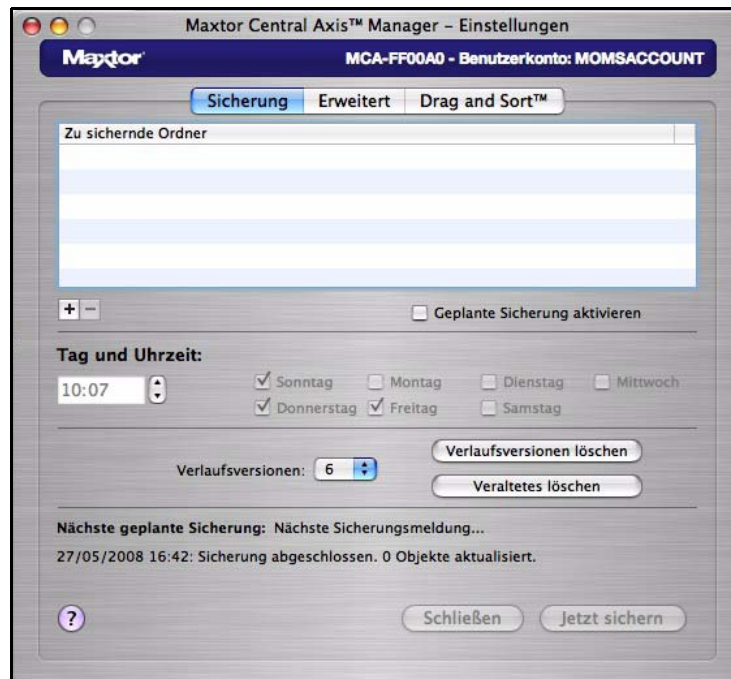 Maxtor Central Axis™ Manager – Einstellungen
Maxtor MCA-FF00A0 - Benutzerkonto: MOMSACCOUNT
Sicherung Erweitert Drag and Sort™
Zu sichernde Ordner
+ −
Geplante Sicherung aktivieren
Tag und Uhrzeit:
10:07 Sonntag Montag Dienstag Mittwoch
Donnerstag Freitag Samstag
Verlaufsversionen: 6
Verlaufsversionen löschen
Veraltetes löschen
Nächste geplante Sicherung: Nächste Sicherungsmeldung...
27/05/2008 16:42: Sicherung abgeschlossen. 0 Objekte aktualisiert.
? Schließen Jetzt sichern